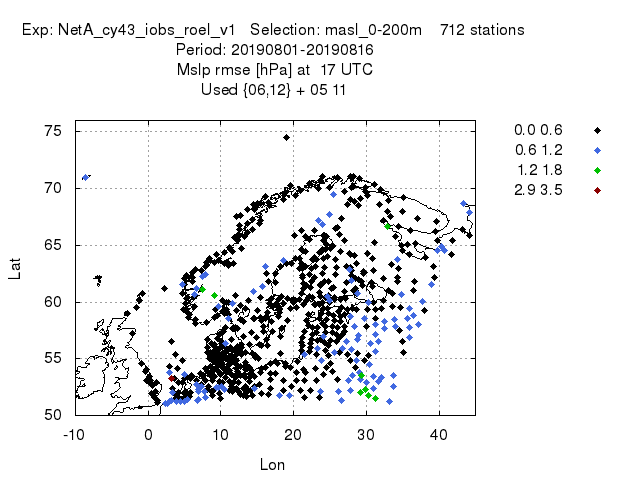 Exp: NetA_cy43_iobs_roel_v1 Selection: masl_0-200m 712 stations
Period: 20190801-20190816
Mslp rmse [hPa] at 17 UTC
Used {06,12} + 05 11
0.0 0.6
0.6 1.2
1.2 1.8
2.9 3.5
75
70
65
60
55
50
Lat
-10 0 10 20 30 40
Lon